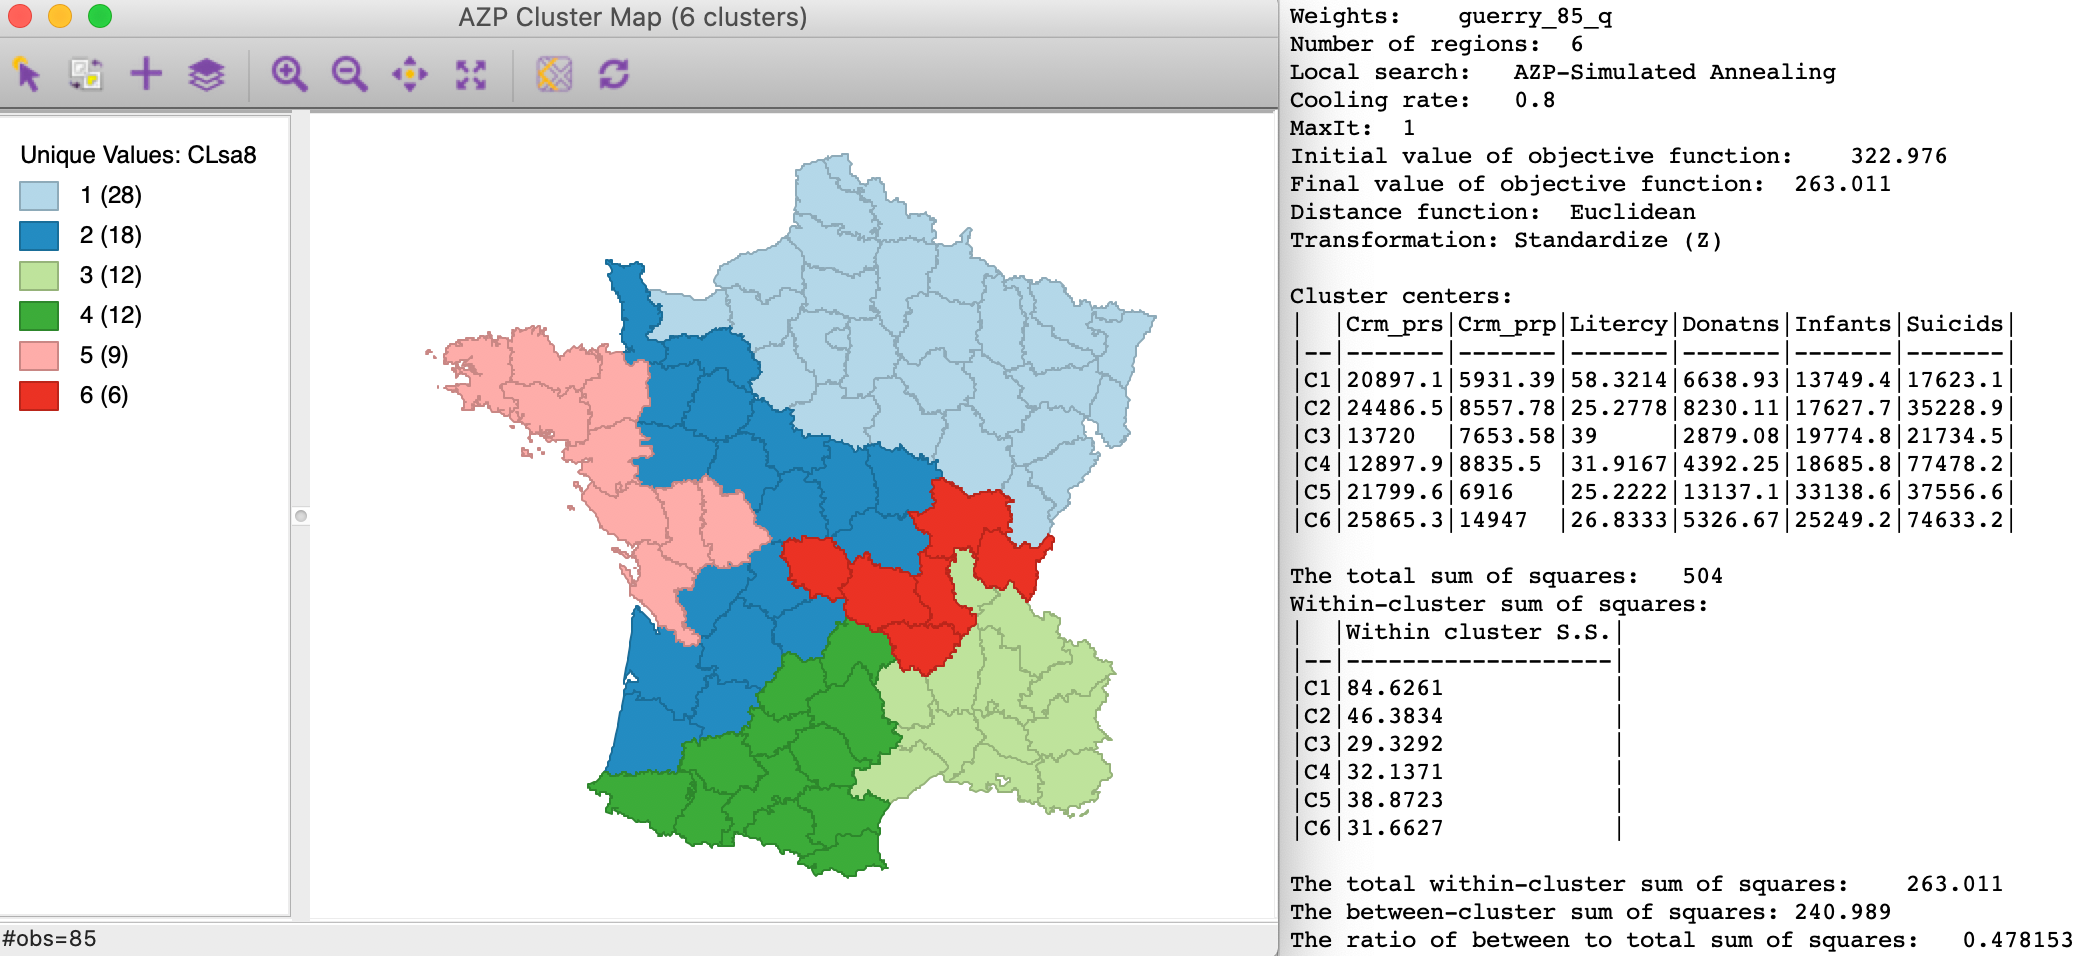 AZP Cluster Map (6 clusters)
Unique Values: CLsa8
1 (28)
2 (18)
3 (12)
4 (12)
5 (9)
6 (6)
#obs=85
Weights: guerry_85_q
Number of regions: 6
Local search: AZP-Simulated Annealing
Cooling rate: 0.8
MaxIt: 1
Initial value of objective function: 322.976
Final value of objective function: 263.011
Distance function: Euclidean
Transformation: Standardize (Z)
Cluster centers:
|  |Crm_prs|Crm_prp|Litercy|Donatns|Infants|Suicids|
|--|-------|-------|-------|-------|-------|-------|
|C1|20897.1|5931.39|58.3214|6638.93|13749.4|17623.1|
|C2|24486.5|8557.78|25.2778|8230.11|17627.7|35228.9|
|C3|13720  |7653.58|39     |2879.08|19774.8|21734.5|
|C4|12897.9|8835.5 |31.9167|4392.25|18685.8|77478.2|
|C5|21799.6|6916   |25.2222|13137.1|33138.6|37556.6|
|C6|25865.3|14947  |26.8333|5326.67|25249.2|74633.2|
The total sum of squares: 504
Within-cluster sum of squares:
|  |Within cluster S.S.|
|--|-------------------|
|C1|84.6261            |
|C2|46.3834            |
|C3|29.3292            |
|C4|32.1371            |
|C5|38.8723            |
|C6|31.6627            |
The total within-cluster sum of squares: 263.011
The between-cluster sum of squares: 240.989
The ratio of between to total sum of squares: 0.478153